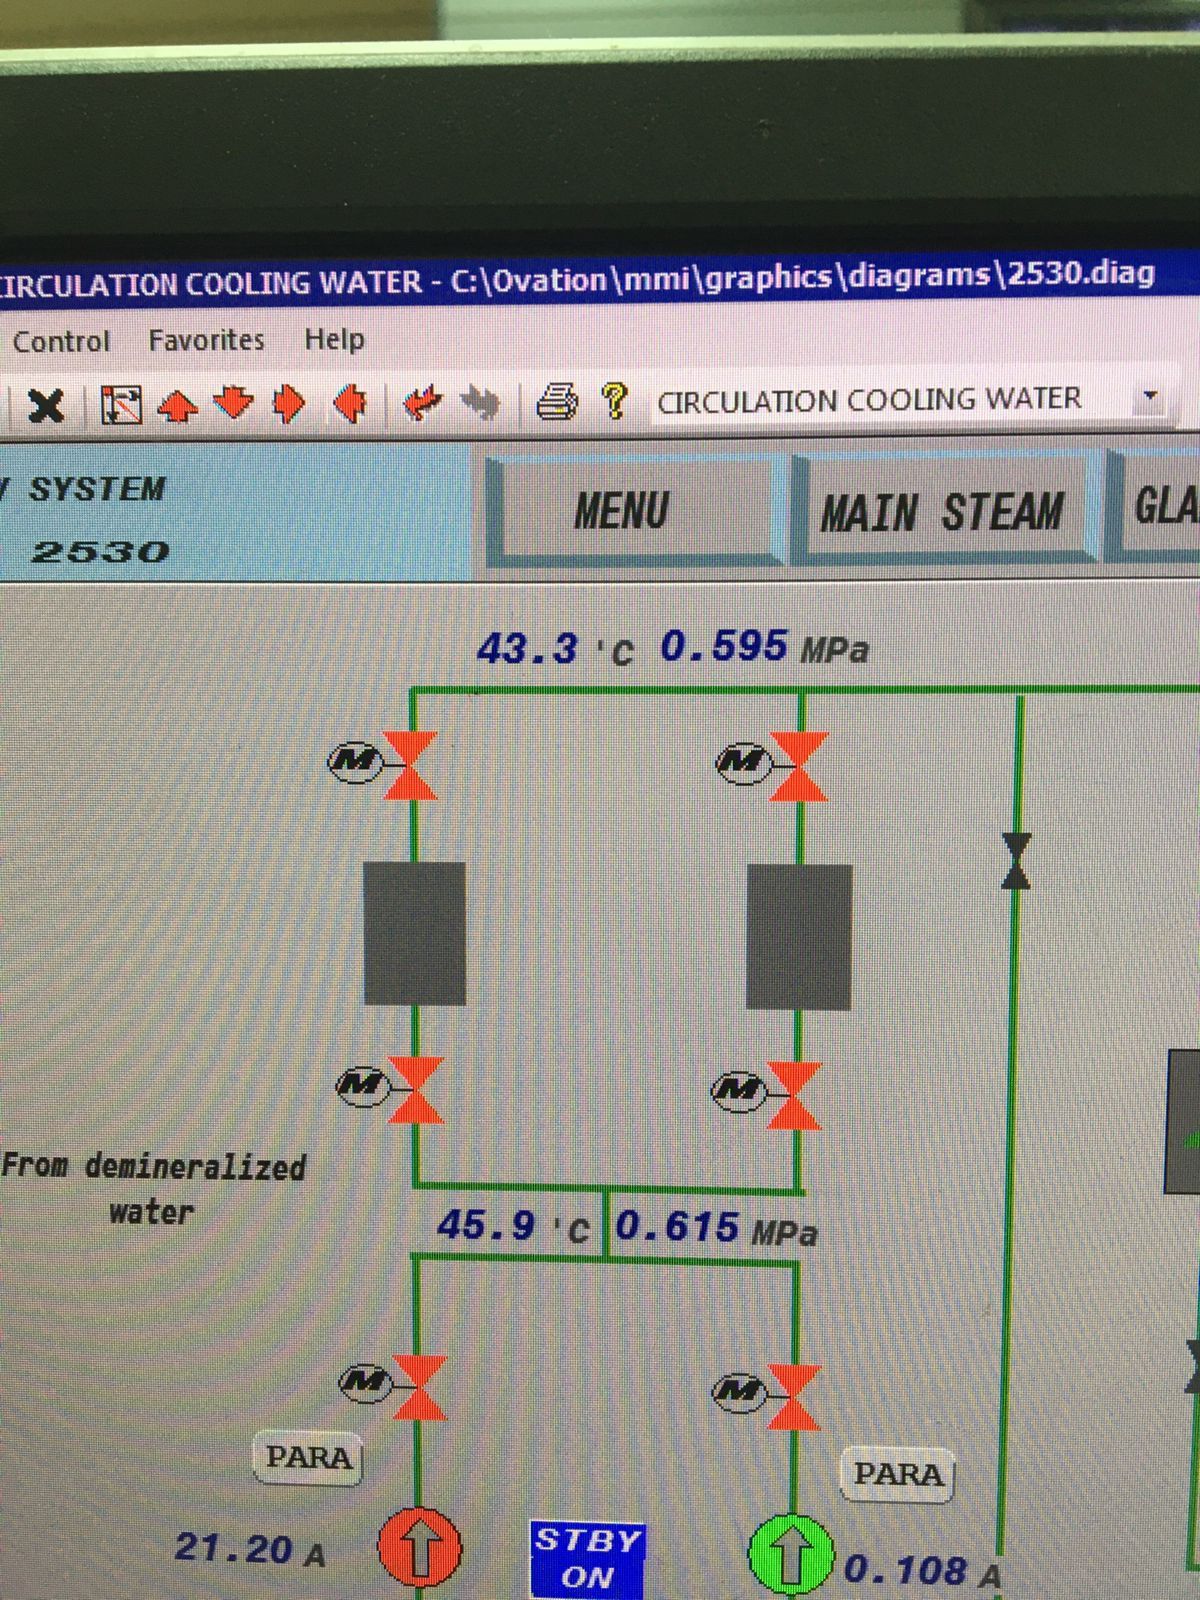 CIRCULATION COOLING WATER - C:\Ovation\mmi\graphics\diagrams\2530.diag
Control Favorites Help
? CIRCULATION COOLING WATER
SYSTEM
2530
MENU
MAIN STEAM
GLA
43.3 'C 0.595 MPa
M M
M M
From demineralized
water
45.9 'C 0.615 MPa
M M
PARA
PARA
21.20 A
STBY
ON
0.108 A